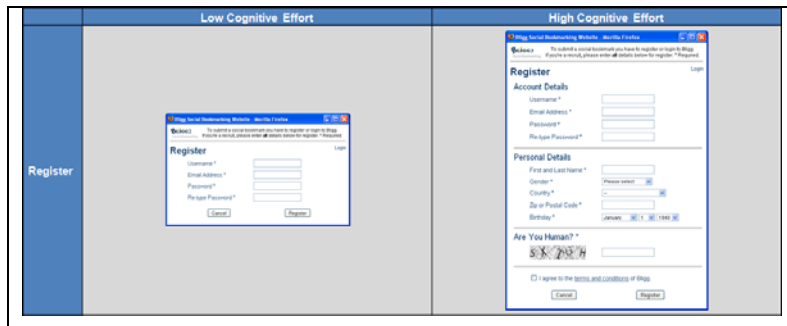 Low Cognitive Effort
High Cognitive Effort
Register
Bligg Social Bookmarking Website - Mozilla Firefox
To submit a social bookmark you have to register or login to Bligg.
If you're a recruit, please enter all details below for register. * Required.
Register
Login
Username *
Email Address *
Password *
Re-type Password *
Cancel
Register
Bligg Social Bookmarking Website - Mozilla Firefox
To submit a social bookmark you have to register or login to Bligg.
If you're a recruit, please enter all details below for register. * Required.
Register
Login
Account Details
Username *
Email Address *
Password *
Re-type Password *
Personal Details
First and Last Name *
Gender *
Please select
Country *
--
Zip or Postal Code *
Birthday *
January
1
Are You Human? *
I agree to the terms and conditions of Bligg
Cancel
Register